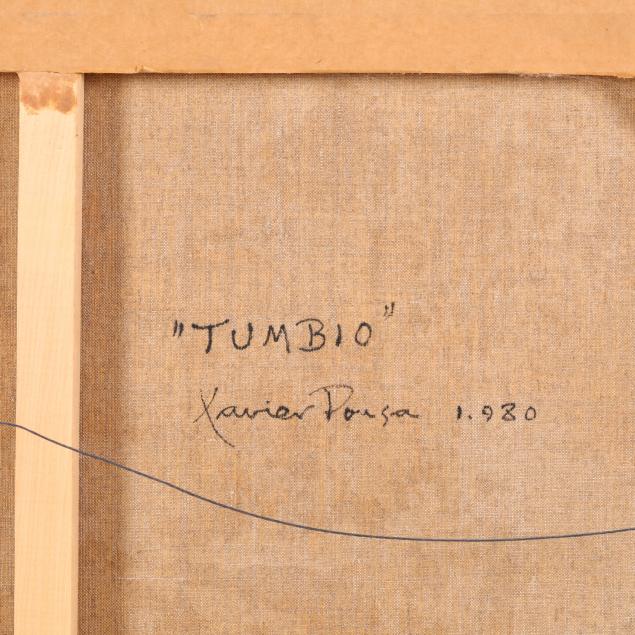 "TUMBIO"
Xavier Pousa 1.980